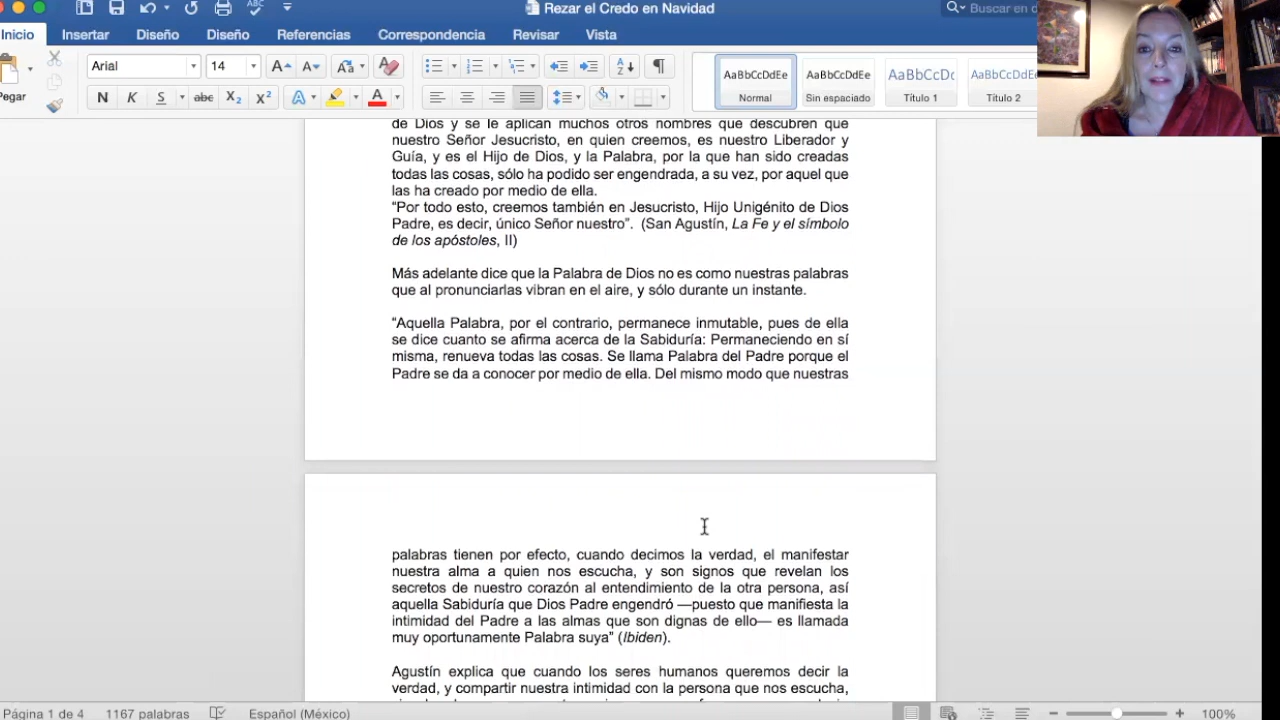 Rezar el Credo en Navidad
Buscar en
Inicio Insertar Diseño Diseño Referencias Correspondencia Revisar Vista
Pegar
Arial 14
N K S abc X₂ X² A A
AaBbCcDdEe AaBbCcDdEe AaBbCcDc AaBbCcDdEe
Normal Sin espaciado Título 1 Título 2
de Dios y se le aplican muchos otros nombres que descubren que
nuestro Señor Jesucristo, en quien creemos, es nuestro Liberador y
Guía, y es el Hijo de Dios, y la Palabra, por la que han sido creadas
todas las cosas, sólo ha podido ser engendrada, a su vez, por aquel que
las ha creado por medio de ella.
“Por todo esto, creemos también en Jesucristo, Hijo Unigénito de Dios
Padre, es decir, único Señor nuestro”. (San Agustín, La Fe y el símbolo
de los apóstoles, II)
Más adelante dice que la Palabra de Dios no es como nuestras palabras
que al pronunciarlas vibran en el aire, y sólo durante un instante.
“Aquella Palabra, por el contrario, permanece inmutable, pues de ella
se dice cuanto se afirma acerca de la Sabiduría: Permaneciendo en sí
misma, renueva todas las cosas. Se llama Palabra del Padre porque el
Padre se da a conocer por medio de ella. Del mismo modo que nuestras
palabras tienen por efecto, cuando decimos la verdad, el manifestar
nuestra alma a quien nos escucha, y son signos que revelan los
secretos de nuestro corazón al entendimiento de la otra persona, así
aquella Sabiduría que Dios Padre engendró —puesto que manifiesta la
intimidad del Padre a las almas que son dignas de ello— es llamada
muy oportunamente Palabra suya” (Ibiden).
Agustín explica que cuando los seres humanos queremos decir la
verdad, y compartir nuestra intimidad con la persona que nos escucha,
Página 1 de 4 1167 palabras Español (México) 100%